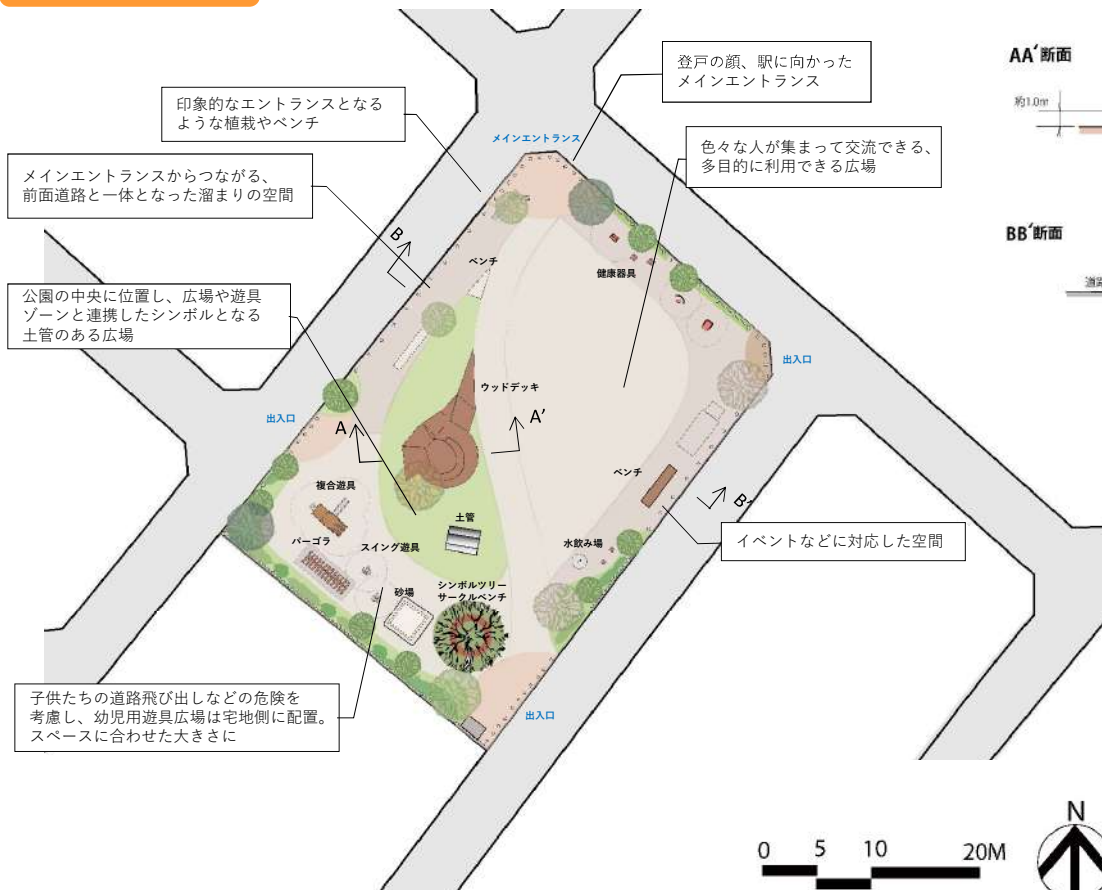 登戸の顔、駅に向かった
メインエントランス
AA′断面
約1.0m
印象的なエントランスとなる
ような植栽やベンチ
メインエントランス
色々な人が集まって交流できる、
多目的に利用できる広場
メインエントランスからつながる、
前面道路と一体となった溜まりの空間
B
BB′断面
ベンチ
健康器具
道路
公園の中央に位置し、広場や遊具
ゾーンと連携したシンボルとなる
土管のある広場
出入口
ウッドデッキ
出入口
A
A'
ベンチ
複合遊具
B'
土管
パーゴラ
スイング遊具
水飲み場
イベントなどに対応した空間
砂場
シンボルツリー
サークルベンチ
子供たちの道路飛び出しなどの危険を
考慮し、幼児用遊具広場は宅地側に配置。
スペースに合わせた大きさに
出入口
N
0 5 10 20M